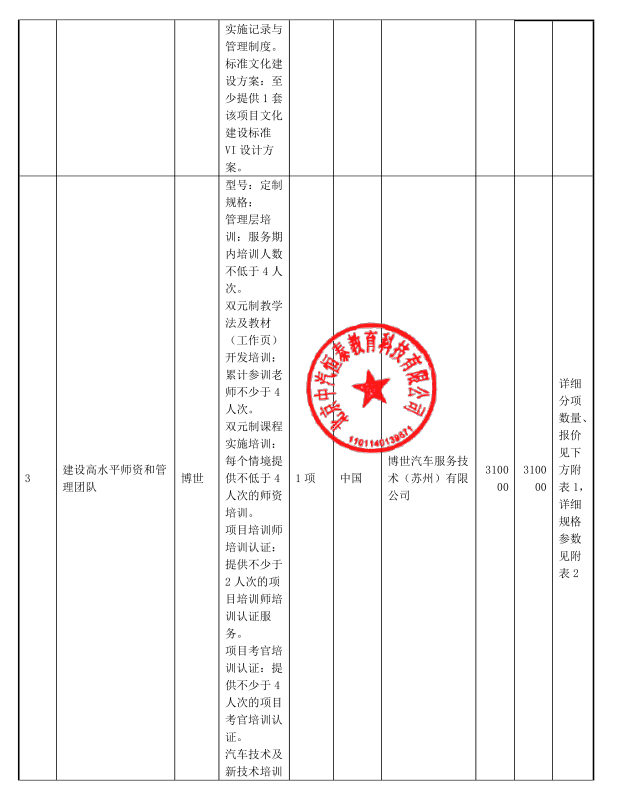 实施记录与
管理制度。
标准文化建
设方案：至
少提供 1 套
该项目文化
建设标准
VI 设计方
案。
3
建设高水平师资和管
理团队
博世
型号：定制
规格：
管理层培
训：服务期
内培训人数
不低于 4 人
次。
双元制教学
法及教材
（工作页）
开发培训：
累计参训老
师不少于 4
人次。
双元制课程
实施培训：
每个情境提
供不低于 4
人次的师资
培训。
项目培训师
培训认证：
提供不少于
2 人次的项
目培训师培
训认证服
务。
项目考官培
训认证：提
供不少于 4
人次的项目
考官培训认
证。
汽车技术及
新技术培训
1 项
中国
博世汽车服务技
术（苏州）有限
公司
3100
00
3100
00
详细
分项
数量、
报价
见下
方附
表 1，
详细
规格
参数
见附
表 2
北京中汽恒泰教育科技有限公司
1101140139671